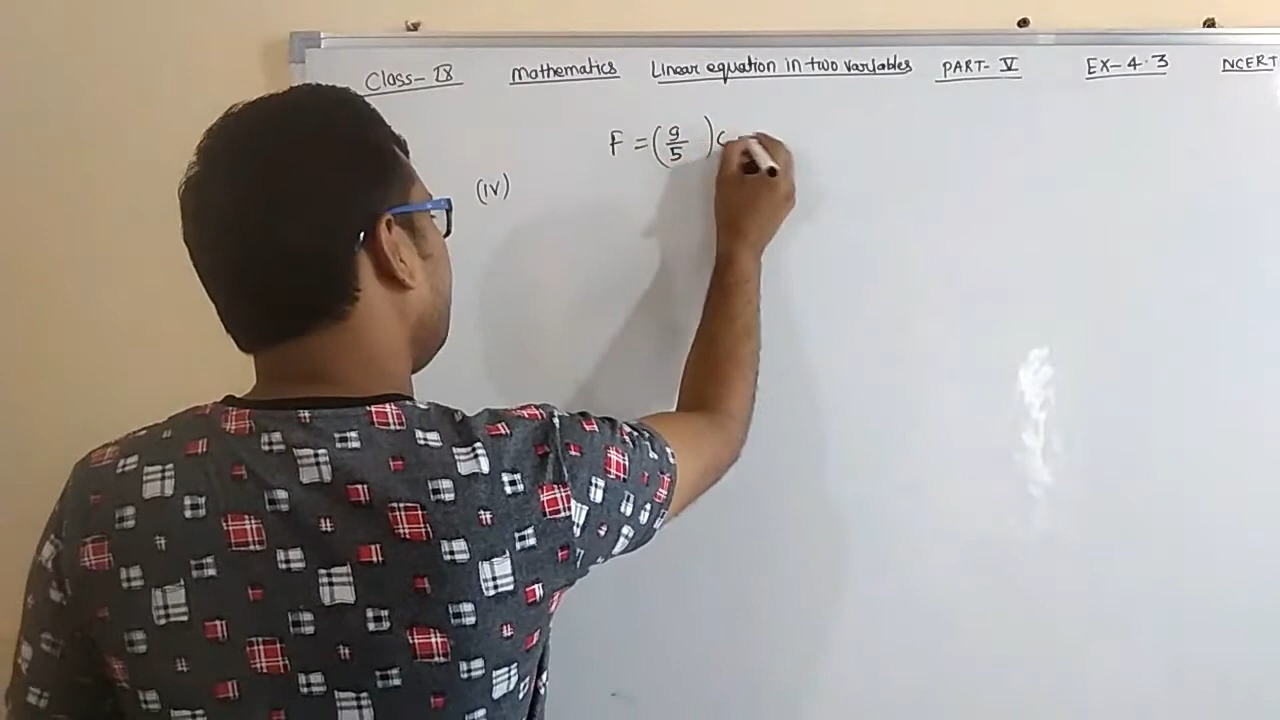 Class-IX Mathematics Linear equation in two variables PART-V EX-4.3 NCERT
F = (9/5 )C
(iv)